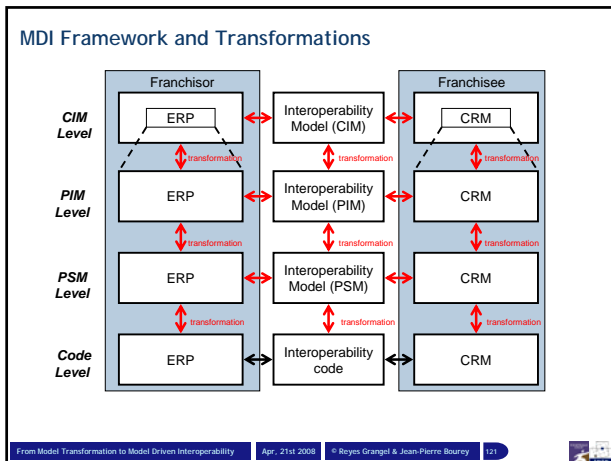 MDI Framework and Transformations
Franchisor
Franchisee
CIM
Level
ERP
Interoperability
Model (CIM)
CRM
transformation
transformation
transformation
PIM
Level
ERP
Interoperability
Model (PIM)
CRM
transformation
transformation
transformation
PSM
Level
ERP
Interoperability
Model (PSM)
CRM
transformation
transformation
transformation
Code
Level
ERP
Interoperability
code
CRM
From Model Transformation to Model Driven Interoperability
Apr, 21st 2008
© Reyes Grangel & Jean-Pierre Bourey
121